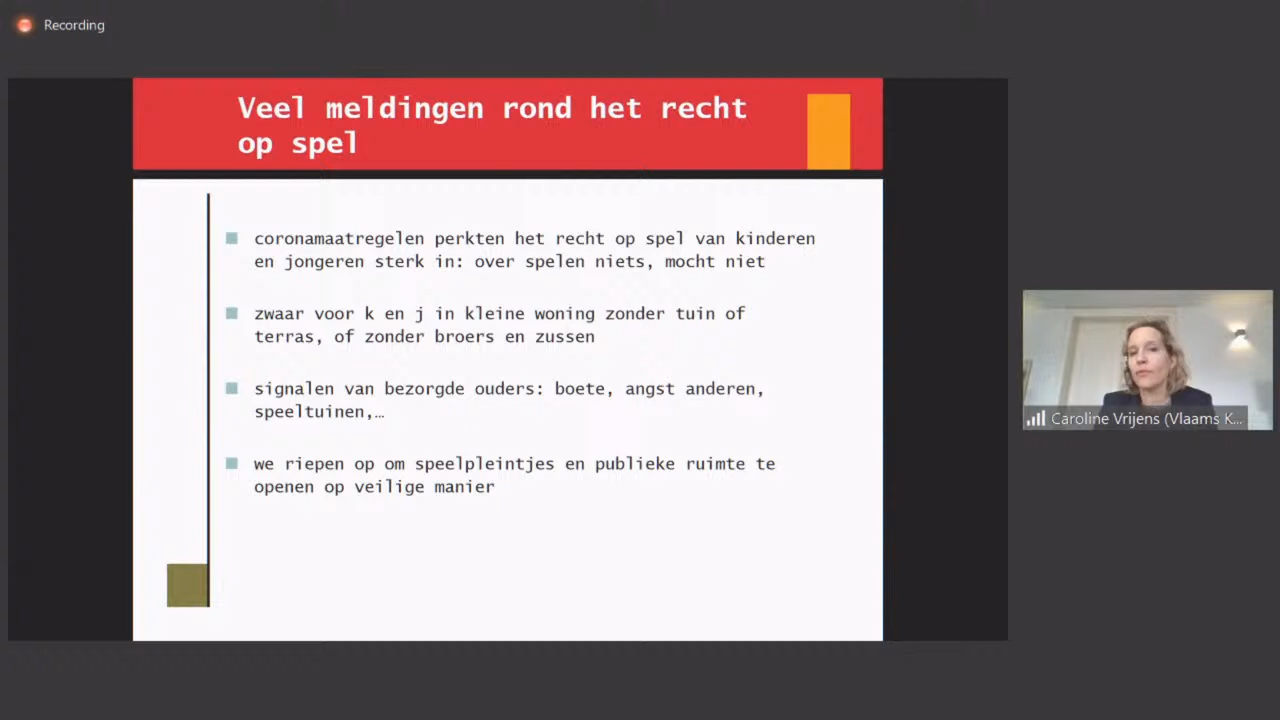 Recording
Veel meldingen rond het recht
op spel
coronamaatregelen perkten het recht op spel van kinderen
en jongeren sterk in: over spelen niets, mocht niet
zwaar voor k en j in kleine woning zonder tuin of
terras, of zonder broers en zussen
signalen van bezorgde ouders: boete, angst anderen,
speeltuinen,…
we riepen op om speelpleintjes en publieke ruimte te
openen op veilige manier
Caroline Vrijens (Vlaams K...